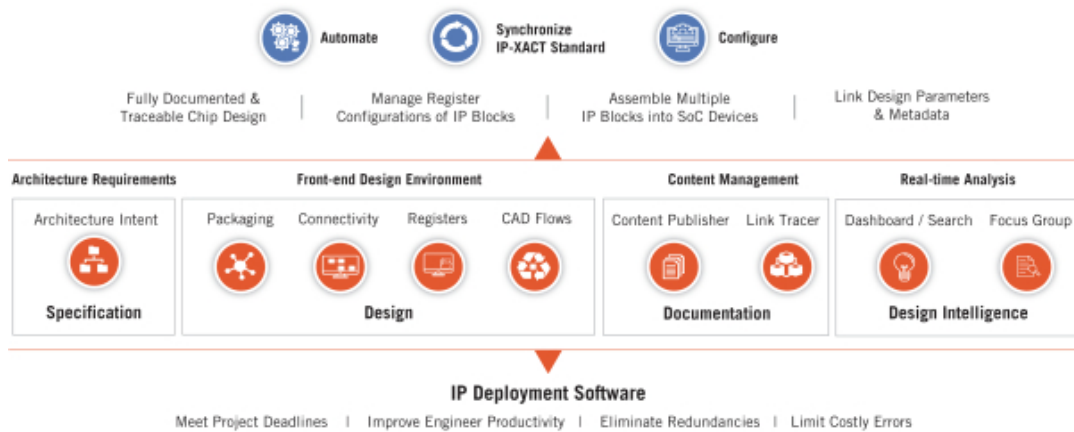 Automate
Synchronize
IP-XACT Standard
Configure
Fully Documented &
Traceable Chip Design
Manage Register
Configurations of IP Blocks
Assemble Multiple
IP Blocks into SoC Devices
Link Design Parameters
& Metadata
Architecture Requirements
Front-end Design Environment
Content Management
Real-time Analysis
Architecture Intent
Packaging
Connectivity
Registers
CAD Flows
Content Publisher
Link Tracer
Dashboard / Search
Focus Group
Specification
Design
Documentation
Design Intelligence
IP Deployment Software
Meet Project Deadlines | Improve Engineer Productivity | Eliminate Redundancies | Limit Costly Errors